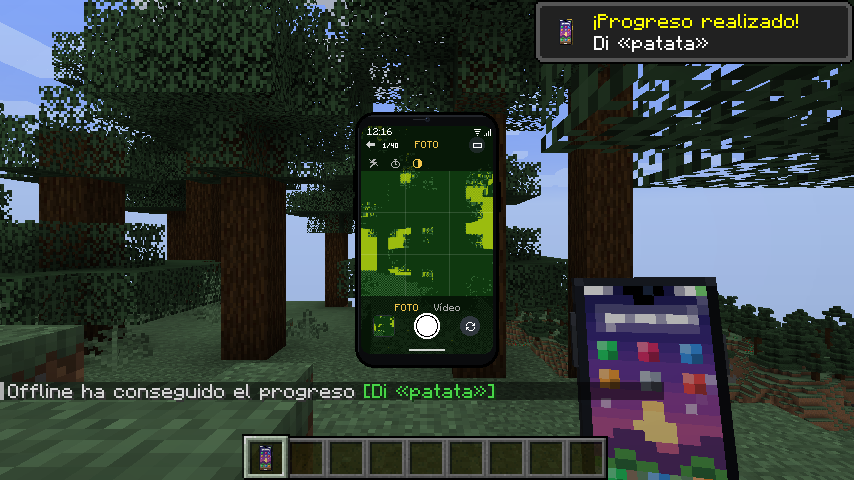 ¡Progreso realizado!
Di «patata»
12:16
1/40 FOTO
FOTO Vídeo
Offline ha conseguido el progreso [Di «patata»]